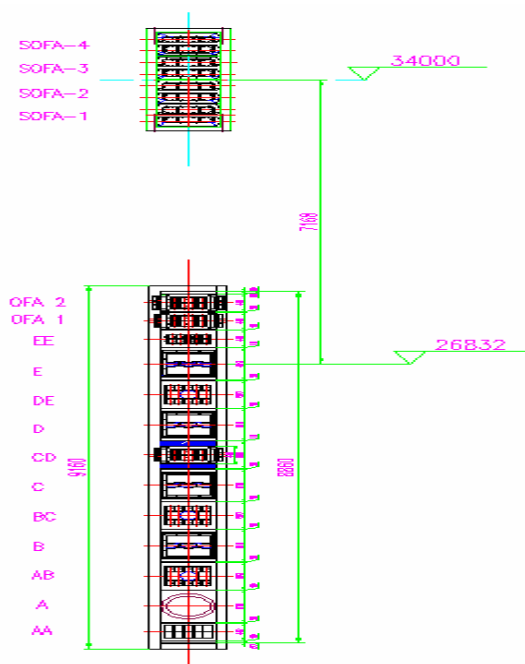 SOFA-4
34000
SOFA-3
SOFA-2
SOFA-1
7168
OFA 2
OFA 1
EE
26832
E
DE
D
CD
9160
8860
C
BC
B
AB
A
AA